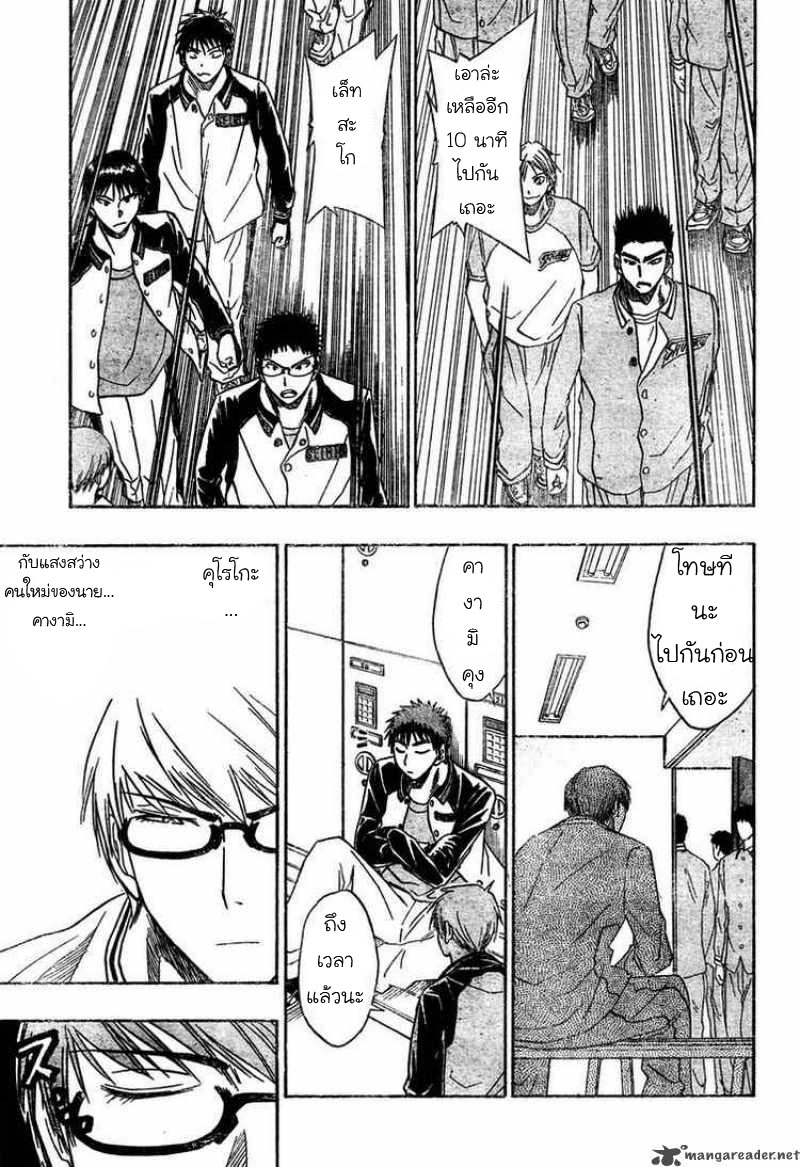 เอาล่ะ
เหลืออีก
10 นาที
ไปกัน
เถอะ
เล็ท
สะ
โก
SEIRIN
SEIRIN
โทษที
นะ
ไปกันก่อน
เถอะ
คา
งา
มิ
คุง
ถึง
เวลา
แล้วนะ
คุโรโกะ
...
กับแสงสว่าง
คนใหม่ของนาย...
คางามิ...
ス
mangareader.net